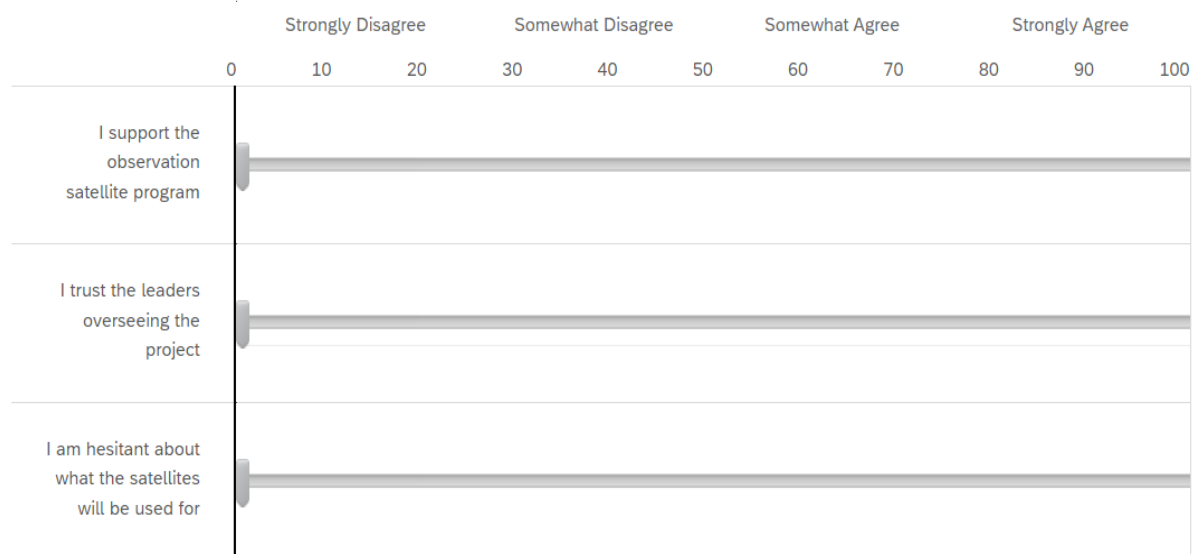 Strongly Disagree Somewhat Disagree Somewhat Agree Strongly Agree
0 10 20 30 40 50 60 70 80 90 100
I support the
observation
satellite program
I trust the leaders
overseeing the
project
I am hesitant about
what the satellites
will be used for